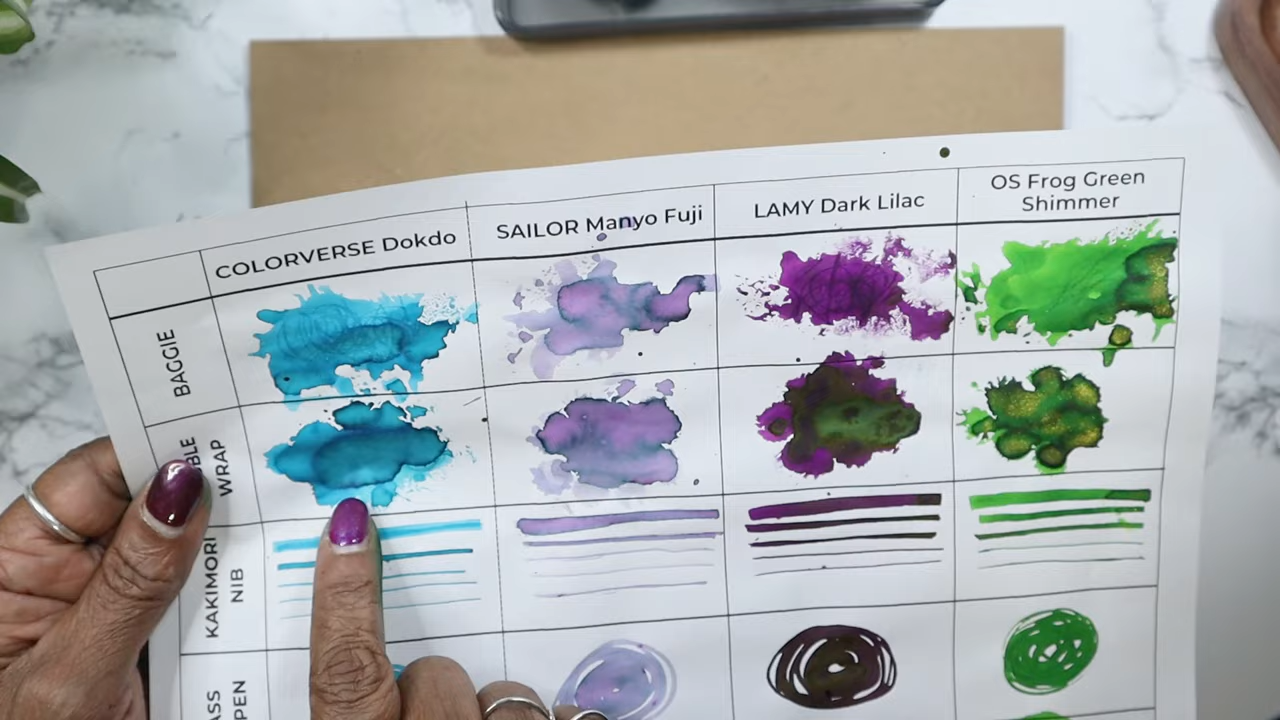 COLORVERSE Dokdo
SAILOR Manyo Fuji
LAMY Dark Lilac
OS Frog Green
Shimmer
BAGGIE
WRAP
KAKIMORI
NIB
PEN